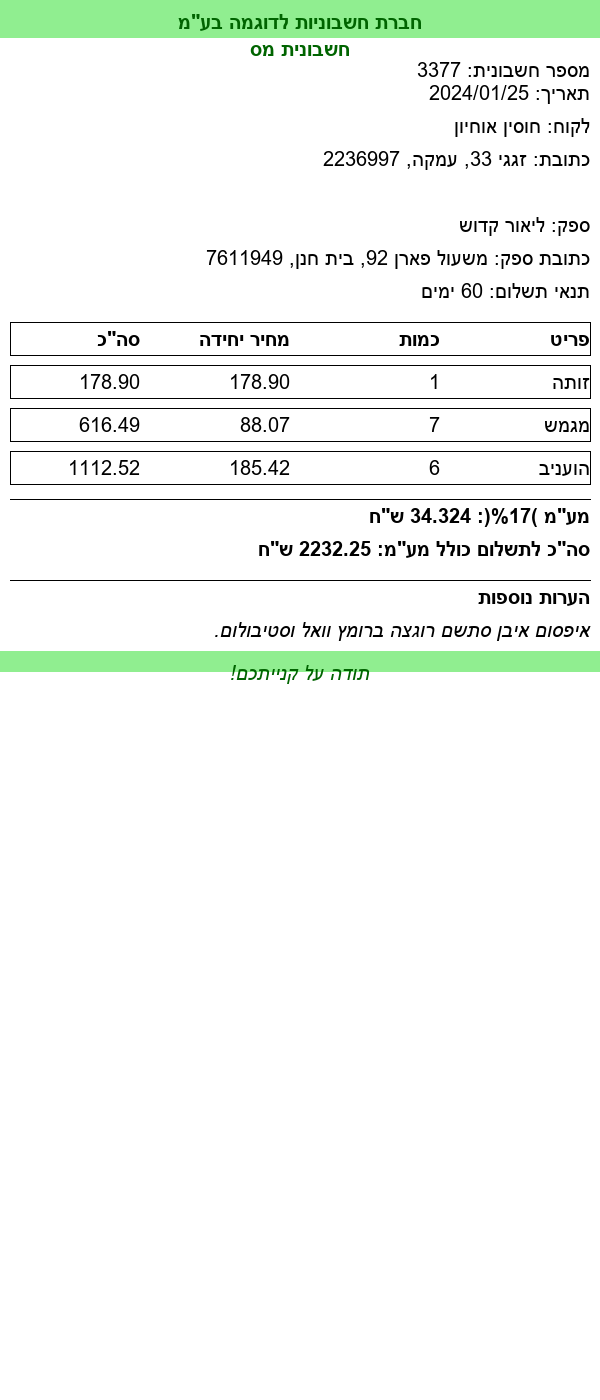 חברת חשבוניות לדוגמה בע"מ
חשבונית מס
מספר חשבונית: 3377
תאריך: 2024/01/25
לקוח: חוסין אוחיון
כתובת: זגגי 33, עמקה, 2236997
ספק: ליאור קדוש
כתובת ספק: משעול פארן 92, בית חנן, 7611949
תנאי תשלום: 60 ימים
פריט כמות מחיר יחידה סה"כ
זותה 1 178.90 178.90
מגמש 7 88.07 616.49
הועניב 6 185.42 1112.52
מע"מ )17%(: 34.324 ש"ח
סה"כ לתשלום כולל מע"מ: 2232.25 ש"ח
הערות נוספות
איפסום איבן סתשם רוגצה ברומץ וואל וסטיבולום.
תודה על קנייתכם!